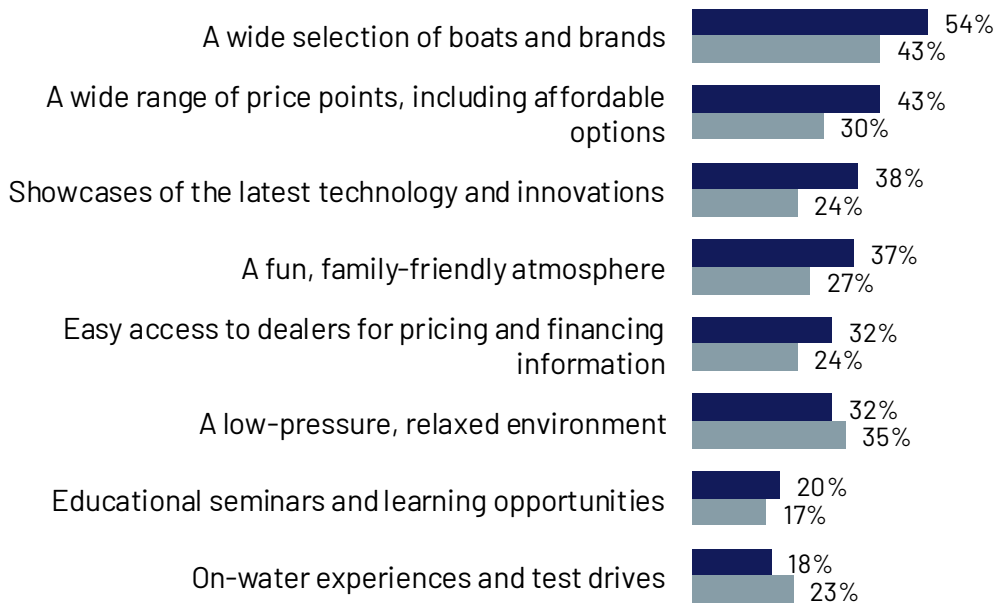 A wide selection of boats and brands
54%
43%
A wide range of price points, including affordable
options
43%
30%
Showcases of the latest technology and innovations
38%
24%
A fun, family-friendly atmosphere
37%
27%
Easy access to dealers for pricing and financing
information
32%
24%
A low-pressure, relaxed environment
32%
35%
Educational seminars and learning opportunities
20%
17%
On-water experiences and test drives
18%
23%